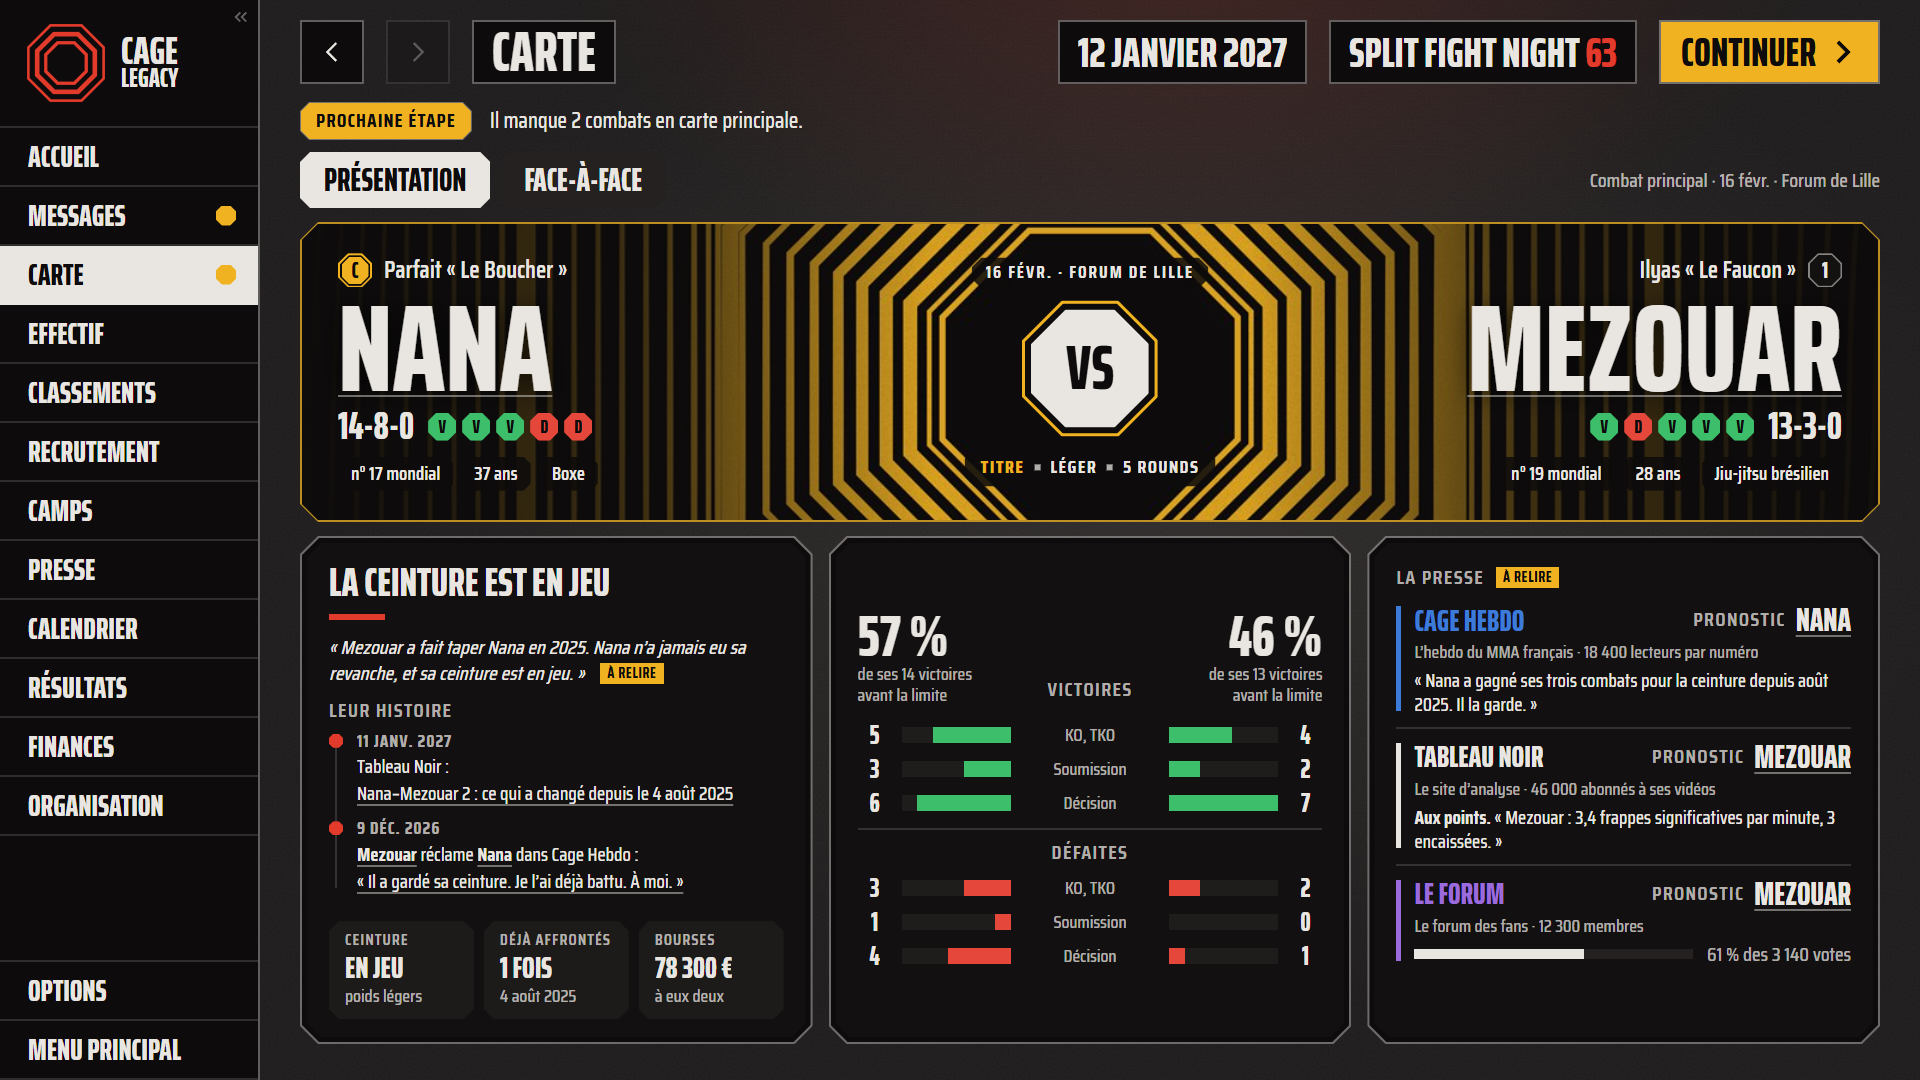 CAGE
LEGACY
«
ACCUEIL
MESSAGES
CARTE
EFFECTIF
CLASSEMENTS
RECRUTEMENT
CAMPS
PRESSE
CALENDRIER
RÉSULTATS
FINANCES
ORGANISATION
OPTIONS
MENU PRINCIPAL
CARTE
12 JANVIER 2027
SPLIT FIGHT NIGHT 63
CONTINUER
PROCHAINE ÉTAPE
Il manque 2 combats en carte principale.
PRÉSENTATION
FACE-À-FACE
Combat principal · 16 févr. · Forum de Lille
C Parfait « Le Boucher »
NANA
14-8-0 V V V D D
n° 17 mondial 37 ans Boxe
16 FÉVR. · FORUM DE LILLE
VS
TITRE ▪ LÉGER ▪ 5 ROUNDS
Ilyas « Le Faucon » 1
MEZOUAR
V D V V V 13-3-0
n° 19 mondial 28 ans Jiu-jitsu brésilien
LA CEINTURE EST EN JEU
« Mezouar a fait taper Nana en 2025. Nana n'a jamais eu sa
revanche, et sa ceinture est en jeu. » À RELIRE
LEUR HISTOIRE
11 JANV. 2027
Tableau Noir :
Nana–Mezouar 2 : ce qui a changé depuis le 4 août 2025
9 DÉC. 2026
Mezouar réclame Nana dans Cage Hebdo :
« Il a gardé sa ceinture. Je l'ai déjà battu. À moi. »
CEINTURE
EN JEU
poids légers
DÉJÀ AFFRONTÉS
1 FOIS
4 août 2025
BOURSES
78 300 €
à eux deux
57 %
de ses 14 victoires
avant la limite
46 %
de ses 13 victoires
avant la limite
VICTOIRES
5 KO, TKO 4
3 Soumission 2
6 Décision 7
DÉFAITES
3 KO, TKO 2
1 Soumission 0
4 Décision 1
LA PRESSE À RELIRE
CAGE HEBDO PRONOSTIC NANA
L'hebdo du MMA français · 18 400 lecteurs par numéro
« Nana a gagné ses trois combats pour la ceinture depuis août
2025. Il la garde. »
TABLEAU NOIR PRONOSTIC MEZOUAR
Le site d'analyse · 46 000 abonnés à ses vidéos
Aux points. « Mezouar : 3,4 frappes significatives par minute, 3
encaissées. »
LE FORUM PRONOSTIC MEZOUAR
Le forum des fans · 12 300 membres
61 % des 3 140 votes